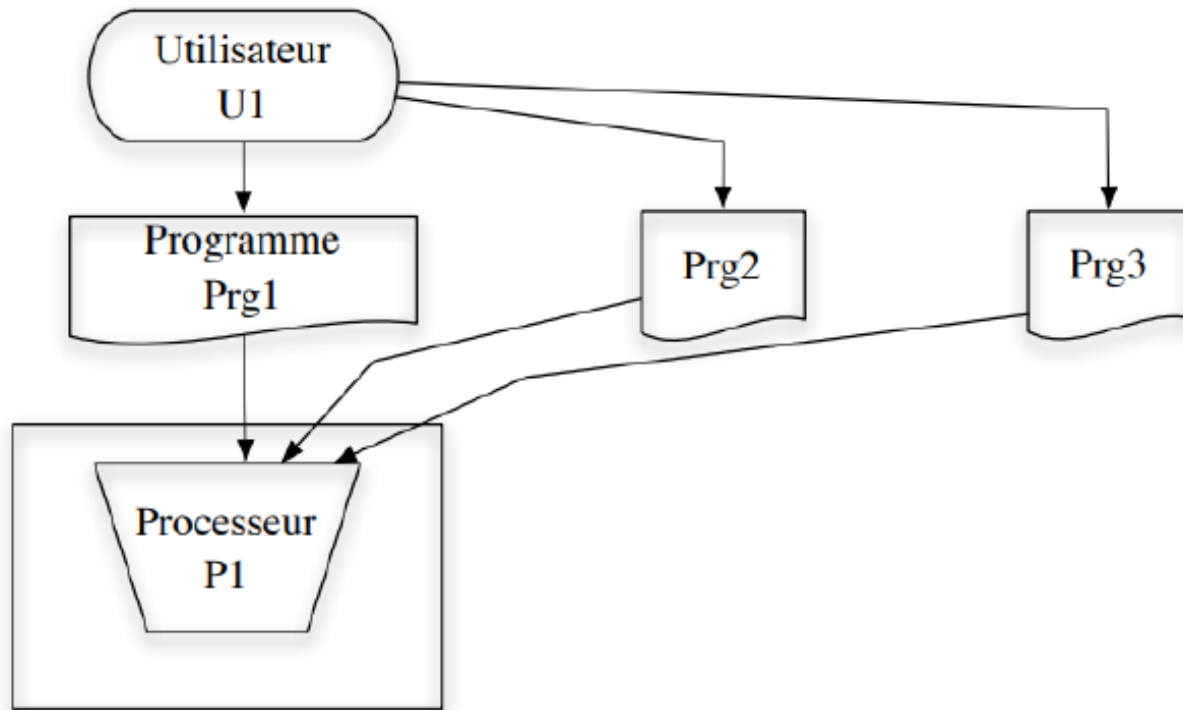 Utilisateur
U1
Programme
Prg1
Prg2
Prg3
Processeur
P1